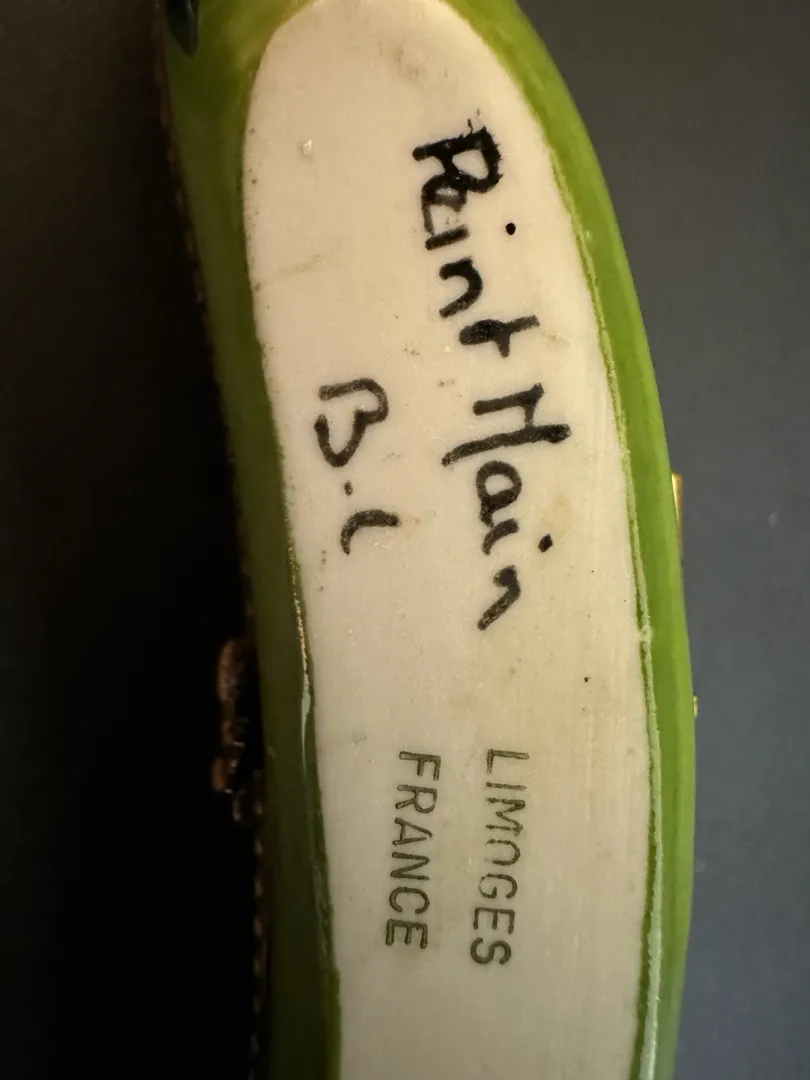 Peint Main
B.L
LIMOGES
FRANCE